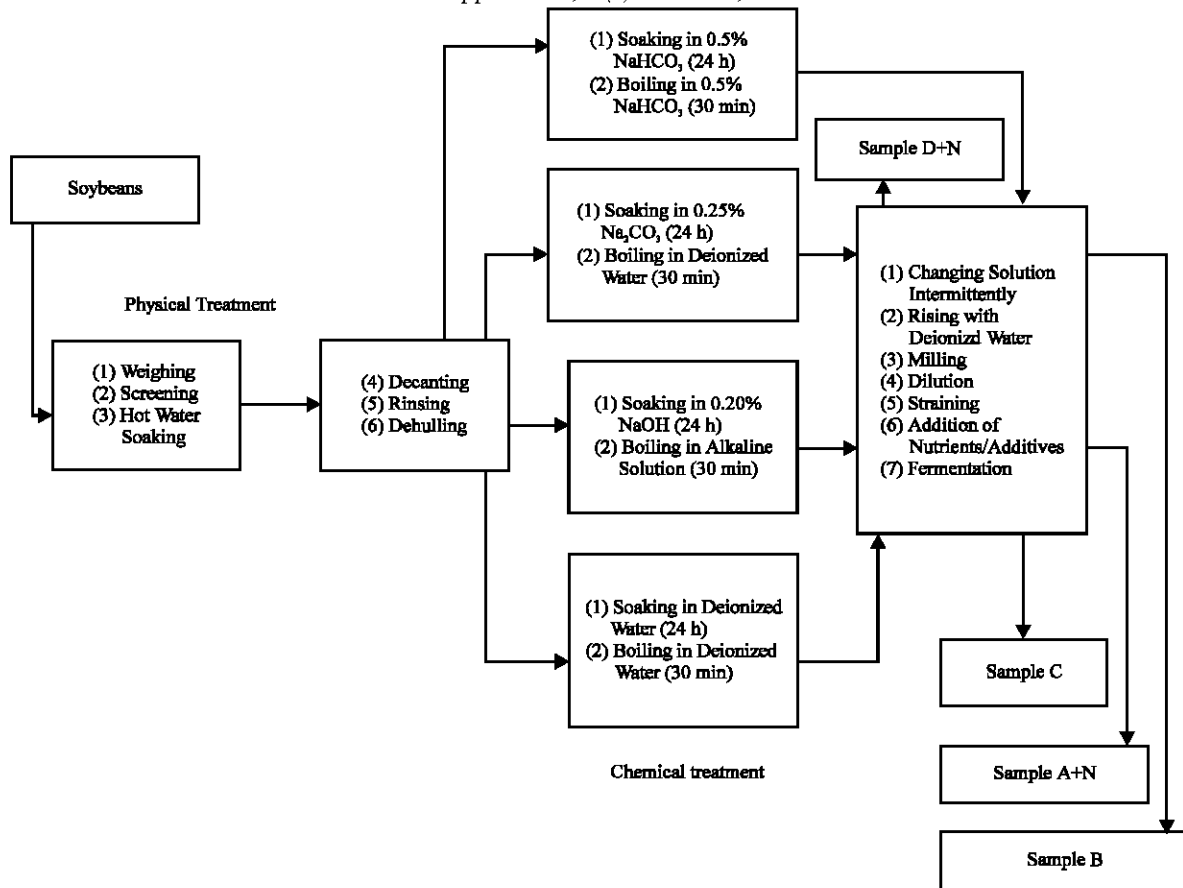 (1) Soaking in 0.5%
NaHCO₃ (24 h)
(2) Boiling in 0.5%
NaHCO₃ (30 min)
Sample D+N
Soybeans
(1) Soaking in 0.25%
Na₂CO₃ (24 h)
(2) Boiling in Deionized
Water (30 min)
Physical Treatment
(1) Weighing
(2) Screening
(3) Hot Water
Soaking
(4) Decanting
(5) Rinsing
(6) Dehulling
(1) Soaking in 0.20%
NaOH (24 h)
(2) Boiling in Alkaline
Solution (30 min)
(1) Changing Solution
Intermittently
(2) Rising with
Deionizd Water
(3) Milling
(4) Dilution
(5) Straining
(6) Addition of
Nutrients/Additives
(7) Fermentation
(1) Soaking in Deionized
Water (24 h)
(2) Boiling in Deionized
Water (30 min)
Sample C
Chemical treatment
Sample A+N
Sample B